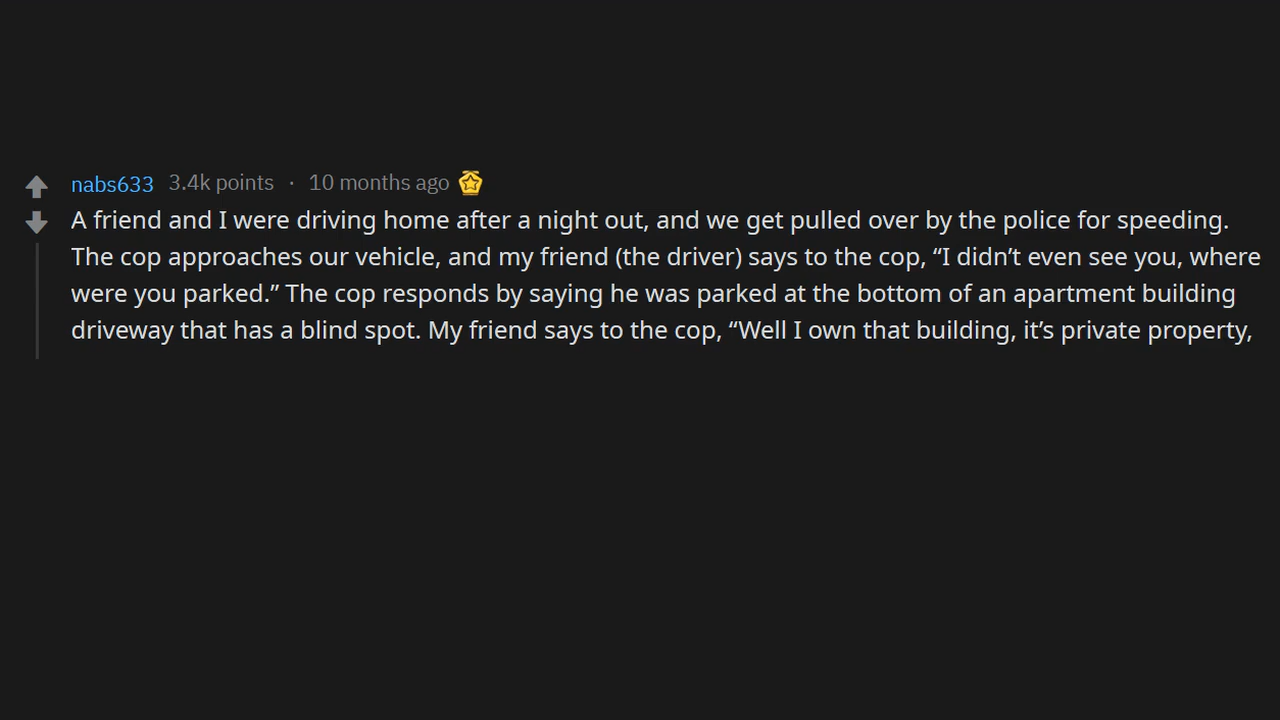 nabs633 3.4k points · 10 months ago
A friend and I were driving home after a night out, and we get pulled over by the police for speeding.
The cop approaches our vehicle, and my friend (the driver) says to the cop, “I didn’t even see you, where
were you parked.” The cop responds by saying he was parked at the bottom of an apartment building
driveway that has a blind spot. My friend says to the cop, “Well I own that building, it’s private property,